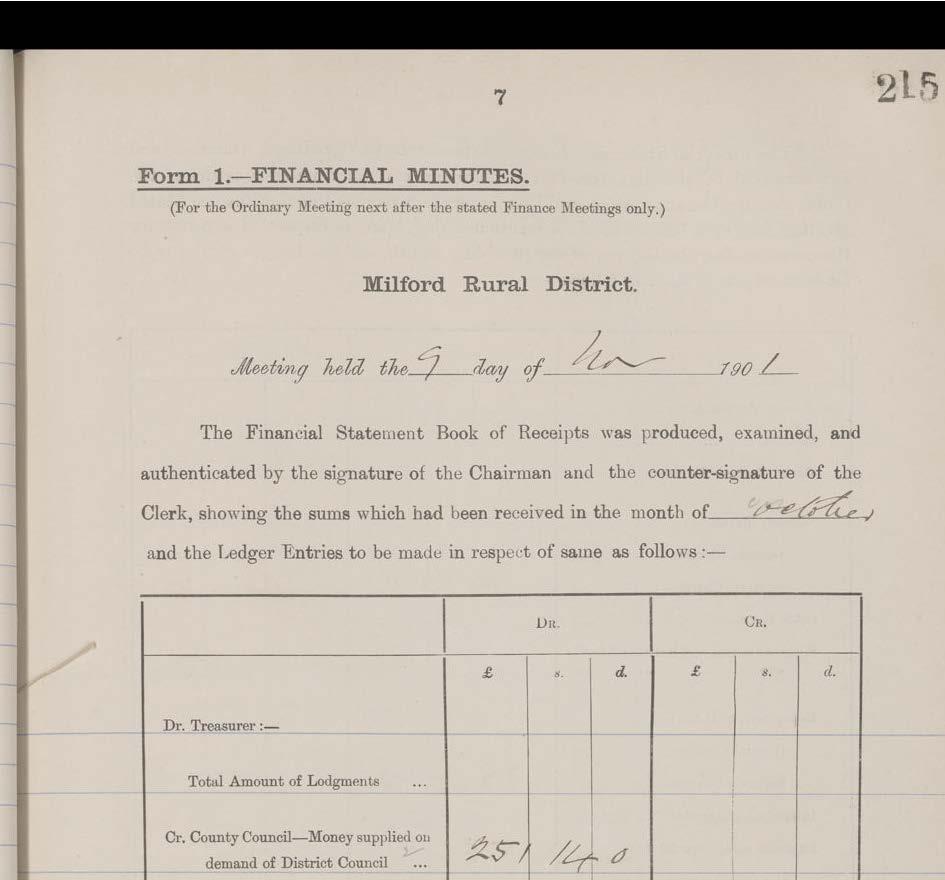 7
215
Form 1.—FINANCIAL MINUTES.
(For the Ordinary Meeting next after the stated Finance Meetings only.)
Milford Rural District.
Meeting held the 9 day of Nov 1901
The Financial Statement Book of Receipts was produced, examined, and
authenticated by the signature of the Chairman and the counter-signature of the
Clerk, showing the sums which had been received in the month of October
and the Ledger Entries to be made in respect of same as follows:—
DR. CR.
£ s. d. £ s. d.
Dr. Treasurer:—
Total Amount of Lodgments ...
Cr. County Council—Money supplied on
demand of District Council ... 251 14 0